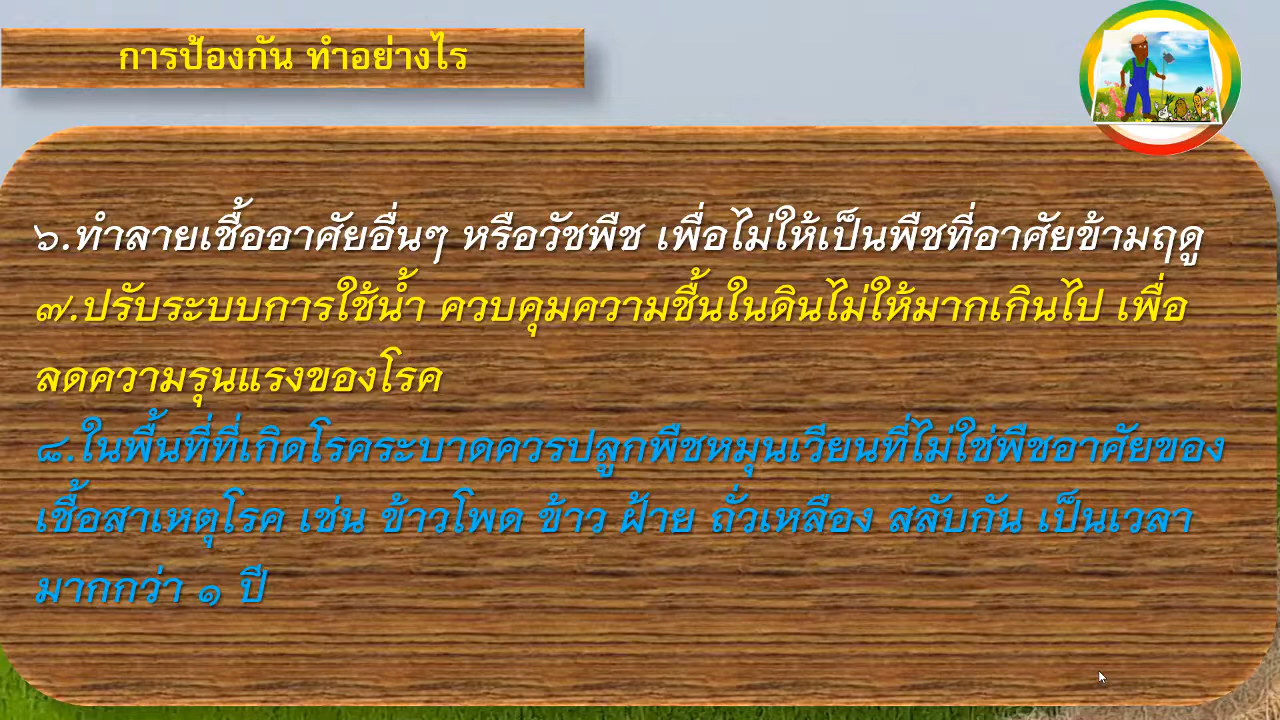 การป้องกัน ทำอย่างไร
๖.ทำลายเชื้ออาศัยอื่นๆ หรือวัชพืช เพื่อไม่ให้เป็นพืชที่อาศัยข้ามฤดู
๗.ปรับระบบการใช้น้ำ ควบคุมความชื้นในดินไม่ให้มากเกินไป เพื่อ
ลดความรุนแรงของโรค
๘.ในพื้นที่ที่เกิดโรคระบาดควรปลูกพืชหมุนเวียนที่ไม่ใช่พืชอาศัยของ
เชื้อสาเหตุโรค เช่น ข้าวโพด ข้าว ฝ้าย ถั่วเหลือง สลับกัน เป็นเวลา
มากกว่า ๑ ปี